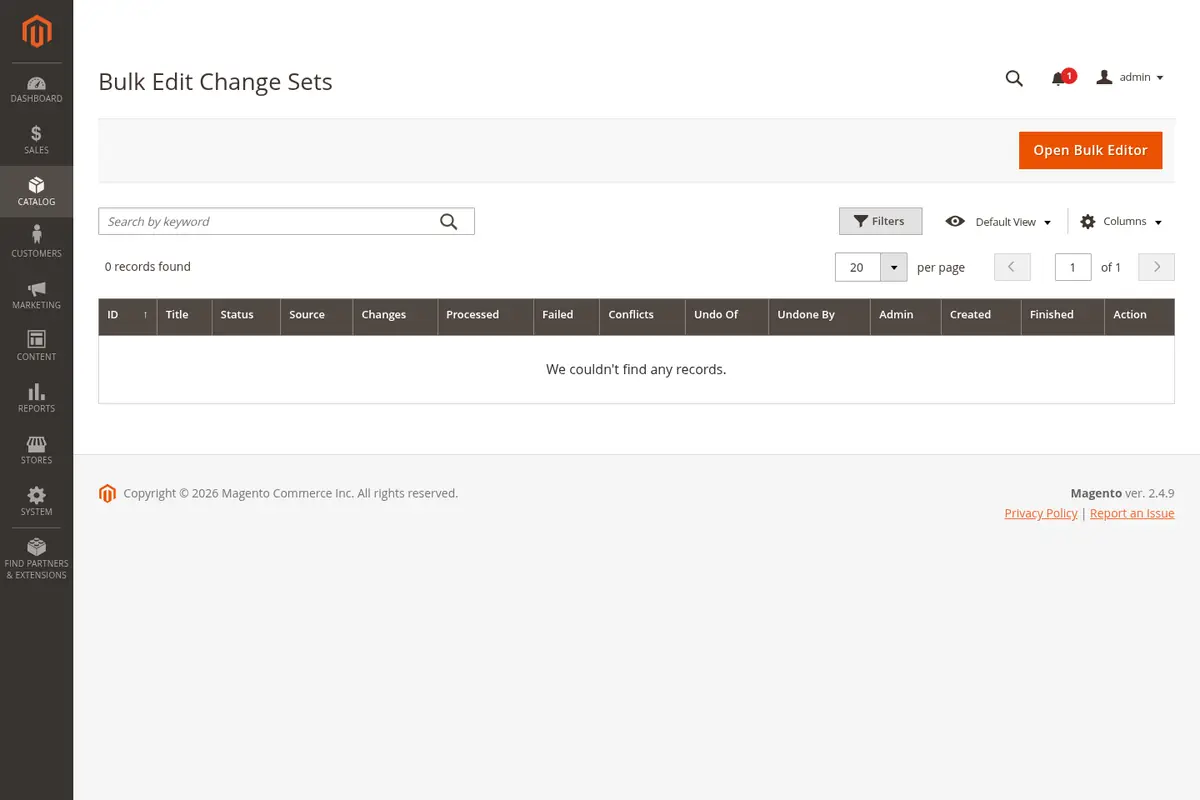 DASHBOARD
SALES
CATALOG
CUSTOMERS
MARKETING
CONTENT
REPORTS
STORES
SYSTEM
FIND PARTNERS
& EXTENSIONS
Bulk Edit Change Sets
1
admin
Open Bulk Editor
Search by keyword
Filters
Default View
Columns
0 records found
20
per page
1
of 1
ID ↑ Title Status Source Changes Processed Failed Conflicts Undo Of Undone By Admin Created Finished Action
We couldn't find any records.
Copyright © 2026 Magento Commerce Inc. All rights reserved.
Magento ver. 2.4.9
Privacy Policy | Report an Issue